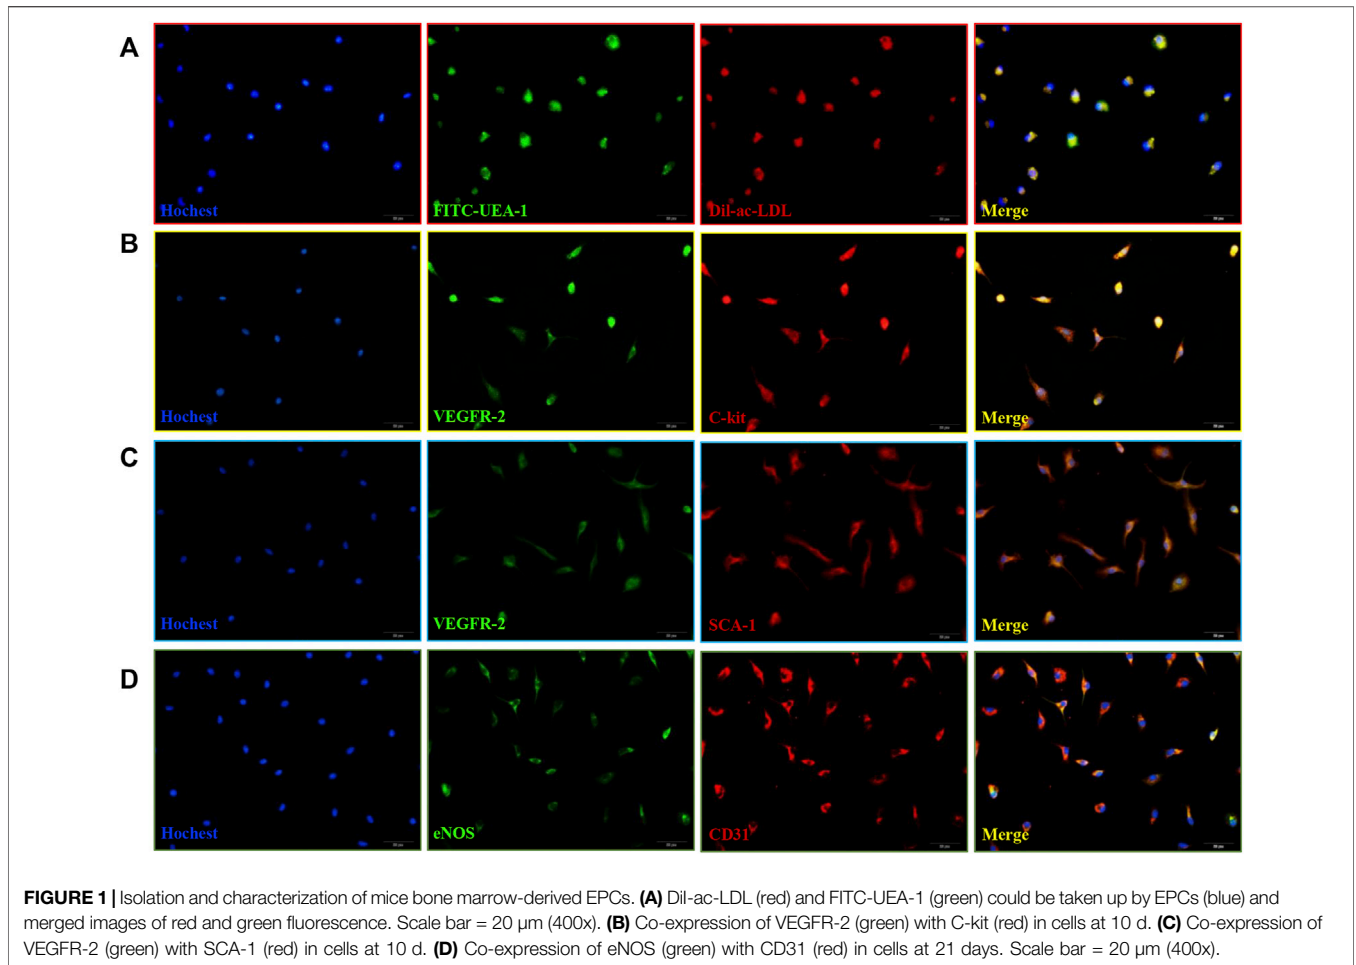 A
Hochest
FITC-UEA-1
Dil-ac-LDL
Merge
B
Hochest
VEGFR-2
C-kit
Merge
C
Hochest
VEGFR-2
SCA-1
Merge
D
Hochest
eNOS
CD31
Merge
FIGURE 1 | Isolation and characterization of mice bone marrow-derived EPCs. (A) Dil-ac-LDL (red) and FITC-UEA-1 (green) could be taken up by EPCs (blue) and
merged images of red and green fluorescence. Scale bar = 20 μm (400x). (B) Co-expression of VEGFR-2 (green) with C-kit (red) in cells at 10 d. (C) Co-expression of
VEGFR-2 (green) with SCA-1 (red) in cells at 10 d. (D) Co-expression of eNOS (green) with CD31 (red) in cells at 21 days. Scale bar = 20 μm (400x).